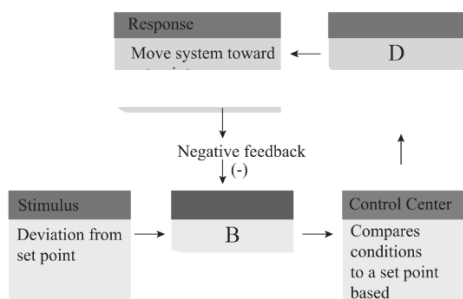 Response
Move system toward
D
Negative feedback
(-)
Stimulus
Deviation from
set point
B
Control Center
Compares
conditions
to a set point
based